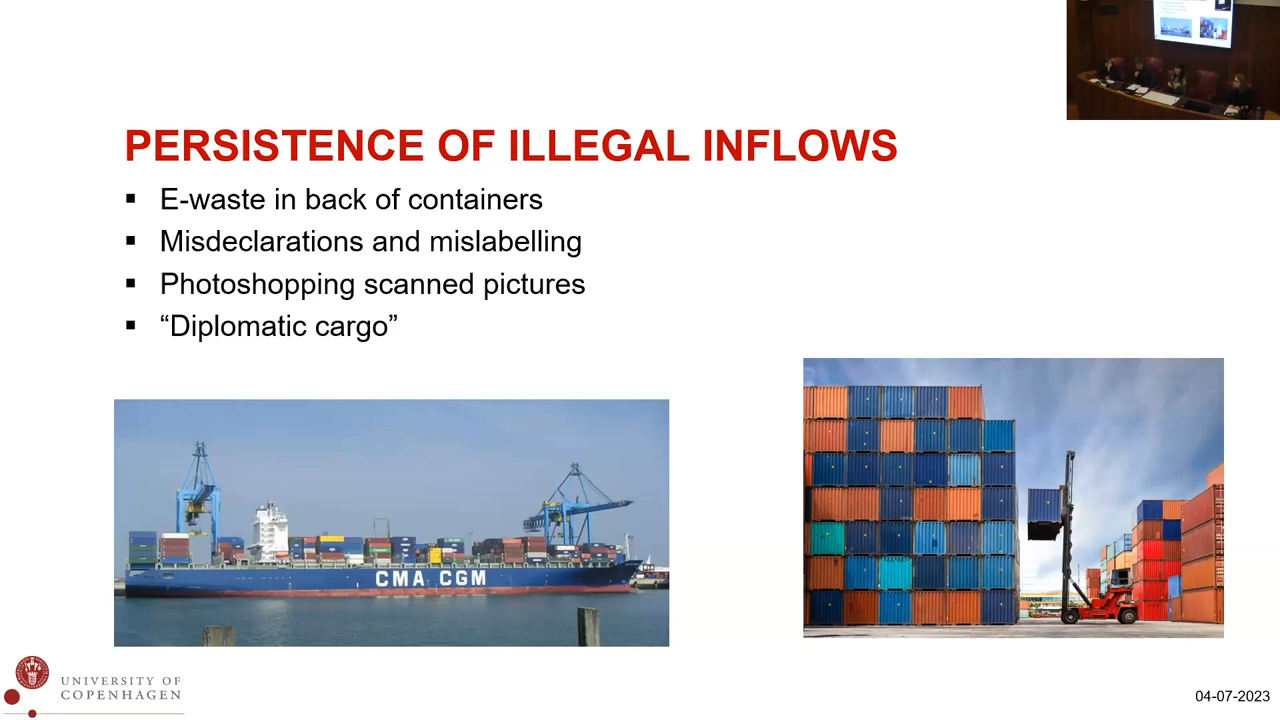 PERSISTENCE OF ILLEGAL INFLOWS
▪ E-waste in back of containers
▪ Misdeclarations and mislabelling
▪ Photoshopping scanned pictures
▪ “Diplomatic cargo”
CMA CGM
UNIVERSITY OF
COPENHAGEN
04-07-2023